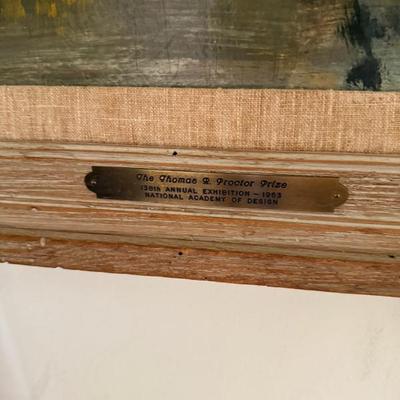 The Thomas R. Proctor Prize
138th ANNUAL EXHIBITION - 1963
NATIONAL ACADEMY OF DESIGN